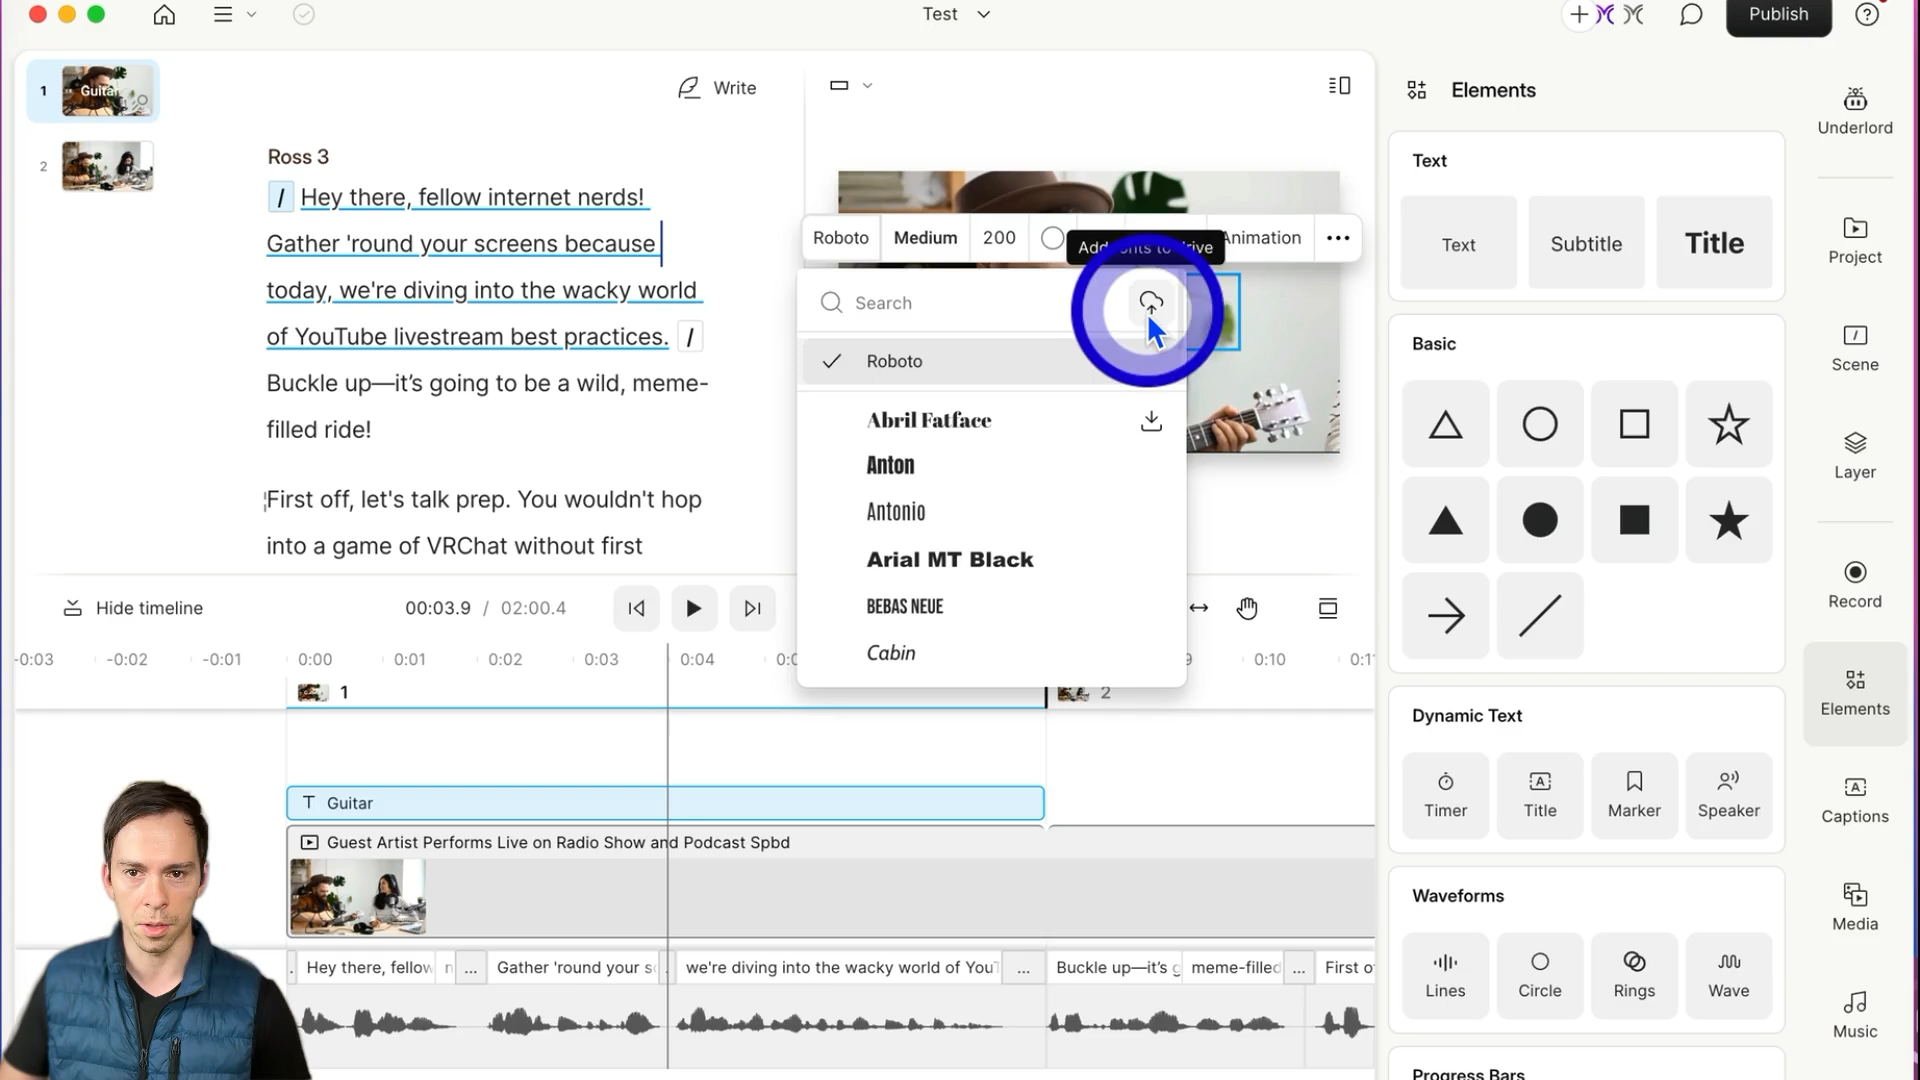 Test
Publish
1
Guitar
2
Write
Ross 3
/ Hey there, fellow internet nerds!
Gather 'round your screens because
today, we're diving into the wacky world
of YouTube livestream best practices. /
Buckle up—it's going to be a wild, meme-
filled ride!
First off, let's talk prep. You wouldn't hop
into a game of VRChat without first
Roboto
Medium
200
Animation
Search
Roboto
Abril Fatface
Anton
Antonio
Arial MT Black
BEBAS NEUE
Cabin
Hide timeline
00:03.9 / 02:00.4
-0:03
-0:02
-0:01
0:00
0:01
0:02
0:03
0:04
0:10
1
2
Guitar
Guest Artist Performs Live on Radio Show and Podcast Spbd
Hey there, fellow
...
Gather 'round your
we're diving into the wacky world of You
...
Buckle up—it's
meme-filled
...
First
Elements
Text
Text
Subtitle
Title
Basic
Dynamic Text
Timer
Title
Marker
Speaker
Waveforms
Lines
Circle
Rings
Wave
Progress Bars
Underlord
Project
Scene
Layer
Record
Elements
Captions
Media
Music